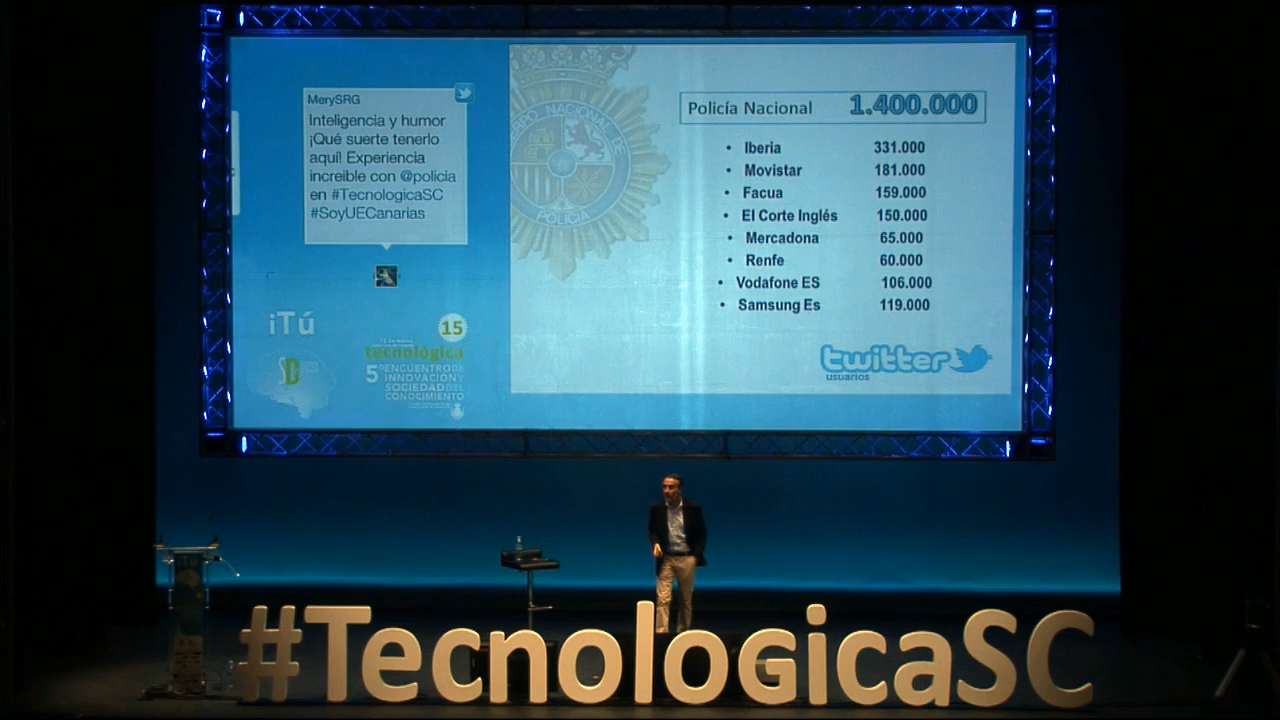 MerySRG
Inteligencia y humor
¡Qué suerte tenerlo
aquí! Experiencia
increible con @policia
en #TecnologicaSC
#SoyUECanarias
iTú
15
tecnológica
5º ENCUENTRO DE
INNOVACIÓN Y
SOCIEDAD DEL
CONOCIMIENTO
NACIONAL DE
POLICIA
Policía Nacional 1.400.000
• Iberia 331.000
• Movistar 181.000
• Facua 159.000
• El Corte Inglés 150.000
• Mercadona 65.000
• Renfe 60.000
• Vodafone ES 106.000
• Samsung Es 119.000
twitter
usuarios
#TecnoloGicaSC